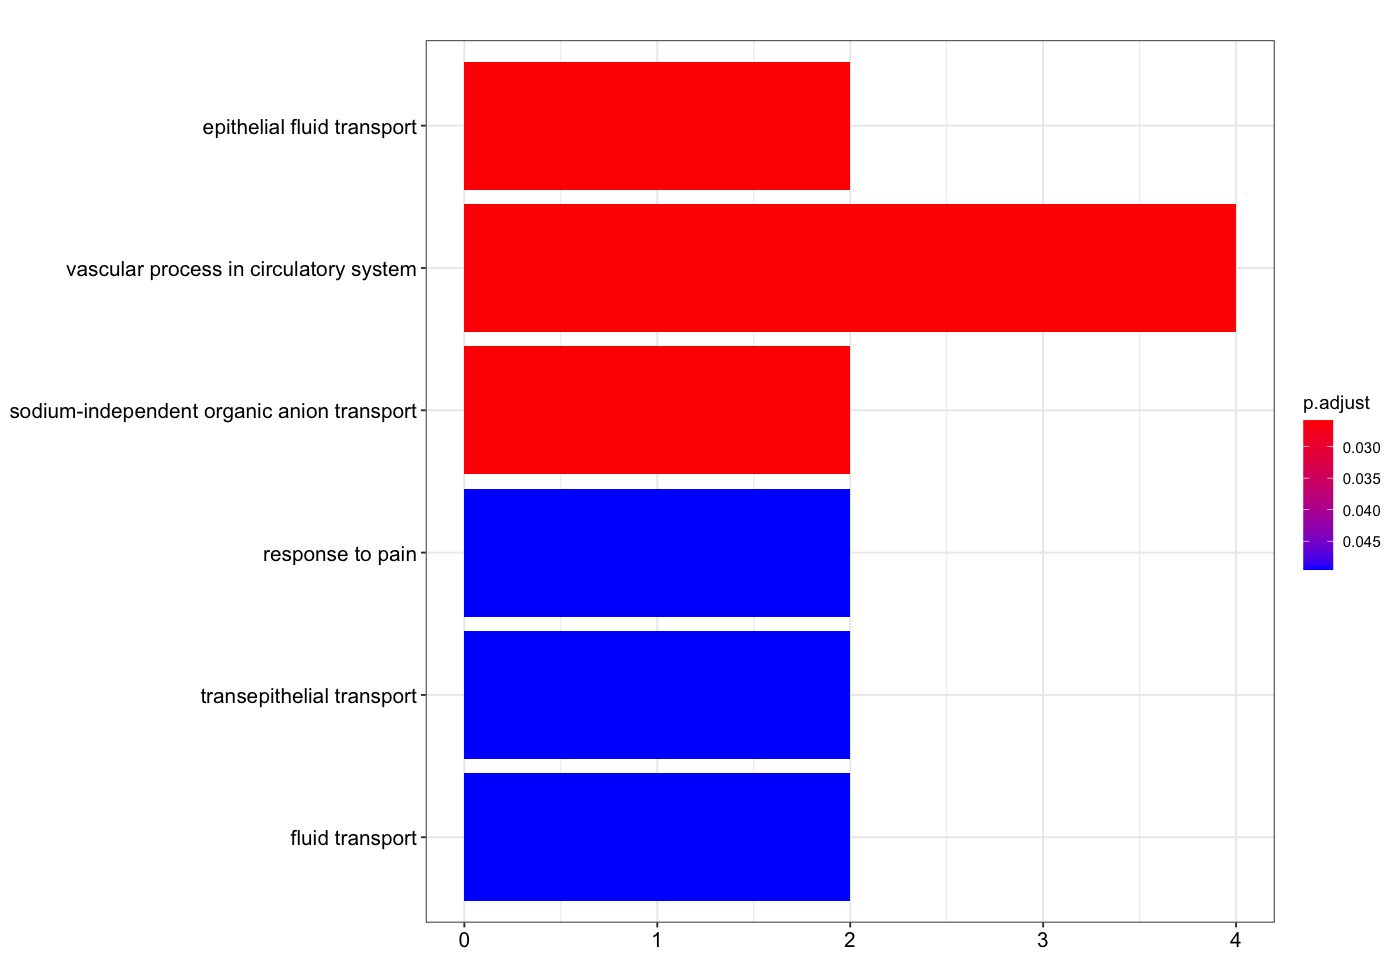 epithelial fluid transport
vascular process in circulatory system
sodium-independent organic anion transport
response to pain
transepithelial transport
fluid transport
0 1 2 3 4
p.adjust
0.030
0.035
0.040
0.045